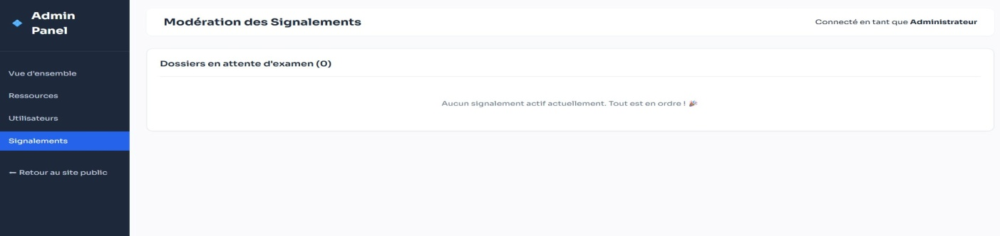 Admin
Panel
Vue d'ensemble
Ressources
Utilisateurs
Signalements
← Retour au site public
Modération des Signalements
Connecté en tant que Administrateur
Dossiers en attente d'examen (0)
Aucun signalement actif actuellement. Tout est en ordre ! 🎉